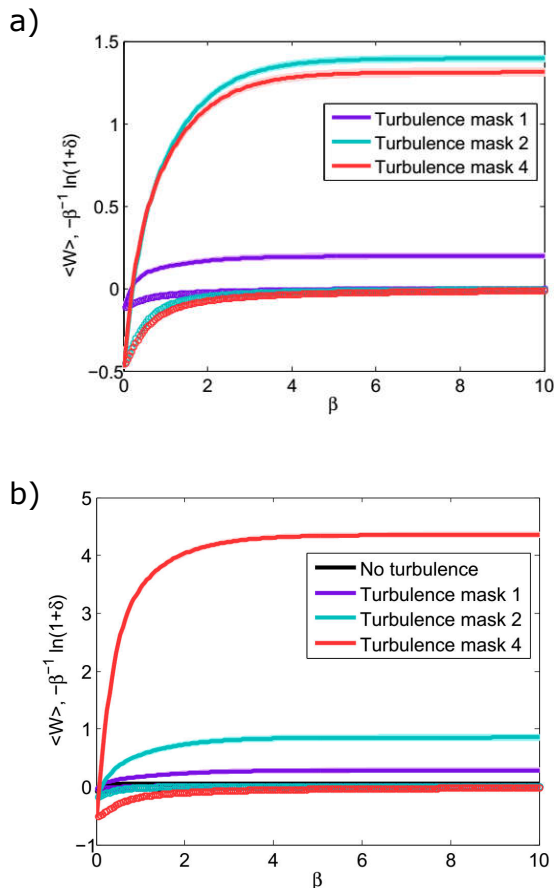 a)
1.5
1
0.5
0
−0.5
<W>, −β⁻¹ ln(1+δ)
Turbulence mask 1
Turbulence mask 2
Turbulence mask 4
0 2 4 6 8 10
β
b)
5
4
3
2
1
0
−1
<W>, −β⁻¹ ln(1+δ)
No turbulence
Turbulence mask 1
Turbulence mask 2
Turbulence mask 4
0 2 4 6 8 10
β